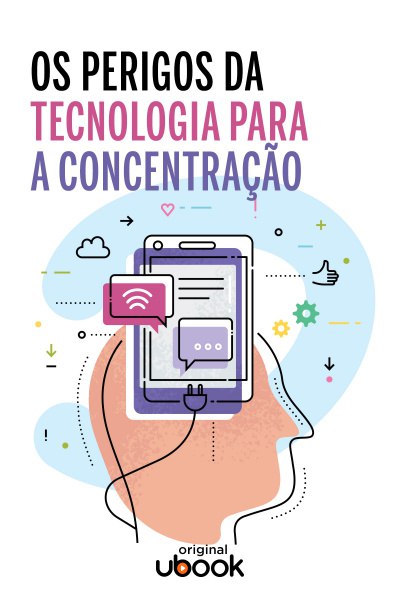 OS PERIGOS DA
TECNOLOGIA PARA
A CONCENTRAÇÃO
!
!
original
ubook